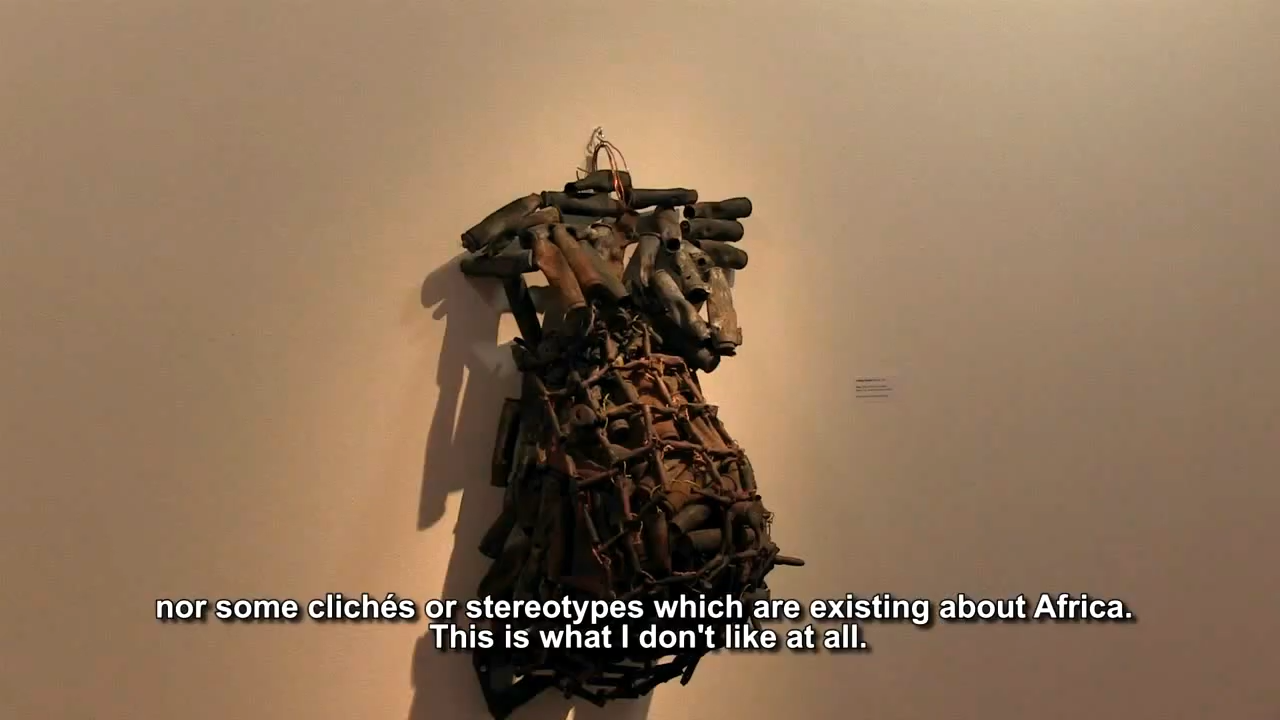 nor some clichés or stereotypes which are existing about Africa.
This is what I don't like at all.